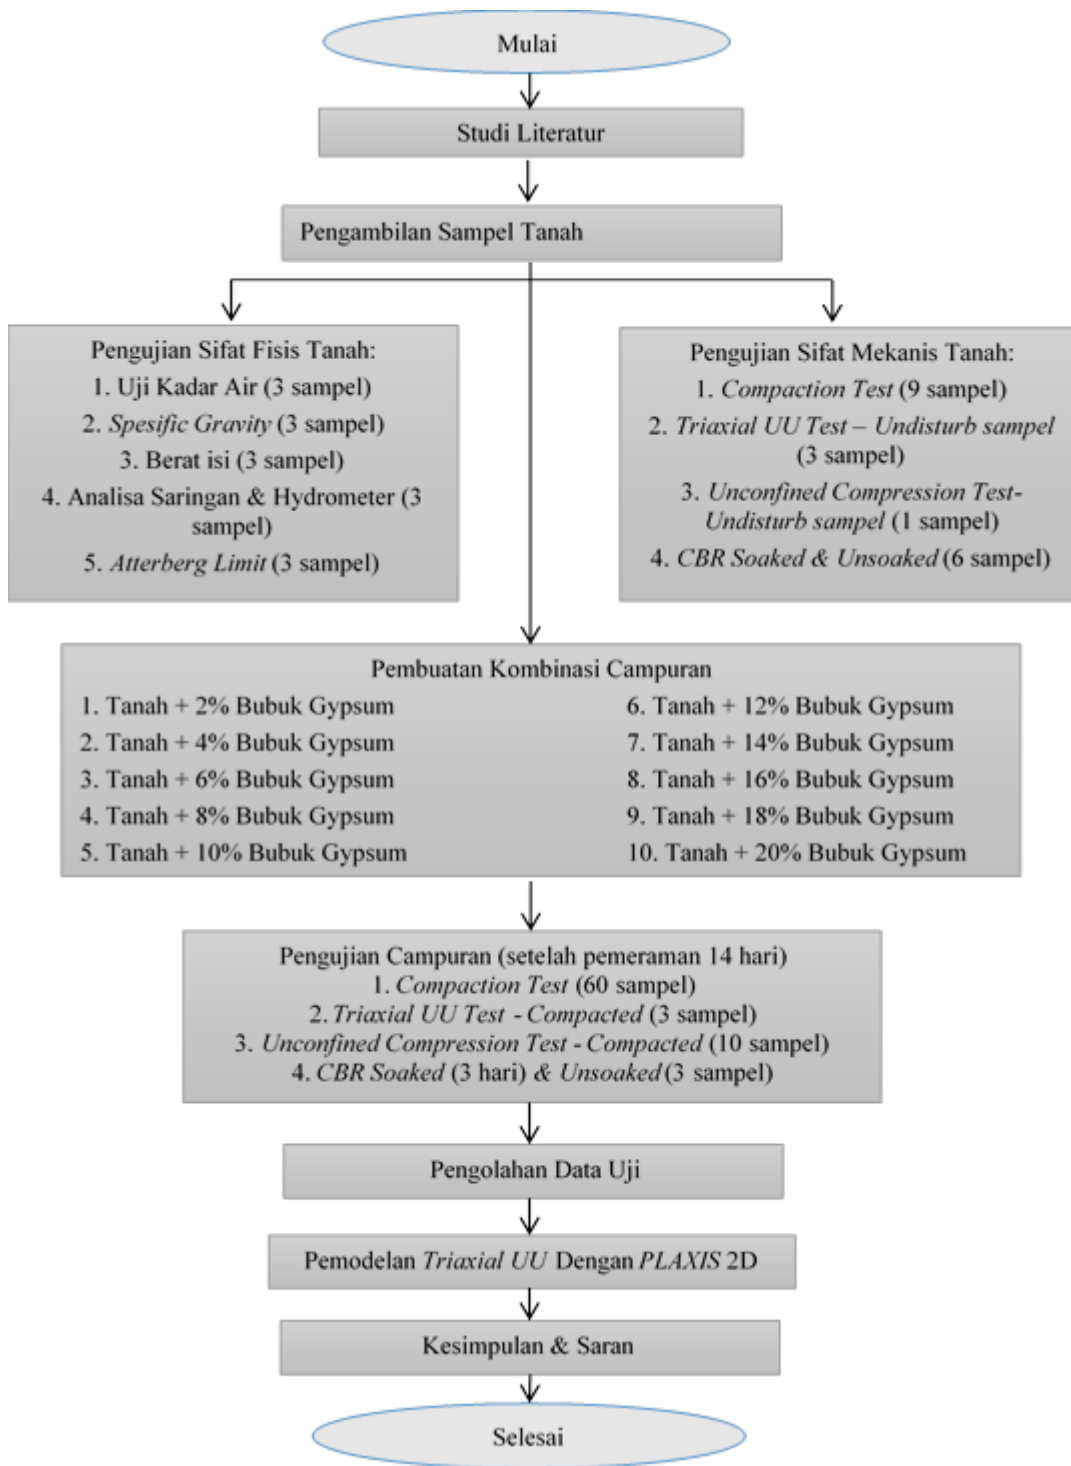 Mulai
Studi Literatur
Pengambilan Sampel Tanah
Pengujian Sifat Fisis Tanah:
1. Uji Kadar Air (3 sampel)
2. Spesific Gravity (3 sampel)
3. Berat isi (3 sampel)
4. Analisa Saringan & Hydrometer (3
sampel)
5. Atterberg Limit (3 sampel)
Pengujian Sifat Mekanis Tanah:
1. Compaction Test (9 sampel)
2. Triaxial UU Test – Undisturb sampel
(3 sampel)
3. Unconfined Compression Test-
Undisturb sampel (1 sampel)
4. CBR Soaked & Unsoaked (6 sampel)
Pembuatan Kombinasi Campuran
1. Tanah + 2% Bubuk Gypsum
2. Tanah + 4% Bubuk Gypsum
3. Tanah + 6% Bubuk Gypsum
4. Tanah + 8% Bubuk Gypsum
5. Tanah + 10% Bubuk Gypsum
6. Tanah + 12% Bubuk Gypsum
7. Tanah + 14% Bubuk Gypsum
8. Tanah + 16% Bubuk Gypsum
9. Tanah + 18% Bubuk Gypsum
10. Tanah + 20% Bubuk Gypsum
Pengujian Campuran (setelah pemeraman 14 hari)
1. Compaction Test (60 sampel)
2. Triaxial UU Test - Compacted (3 sampel)
3. Unconfined Compression Test - Compacted (10 sampel)
4. CBR Soaked (3 hari) & Unsoaked (3 sampel)
Pengolahan Data Uji
Pemodelan Triaxial UU Dengan PLAXIS 2D
Kesimpulan & Saran
Selesai